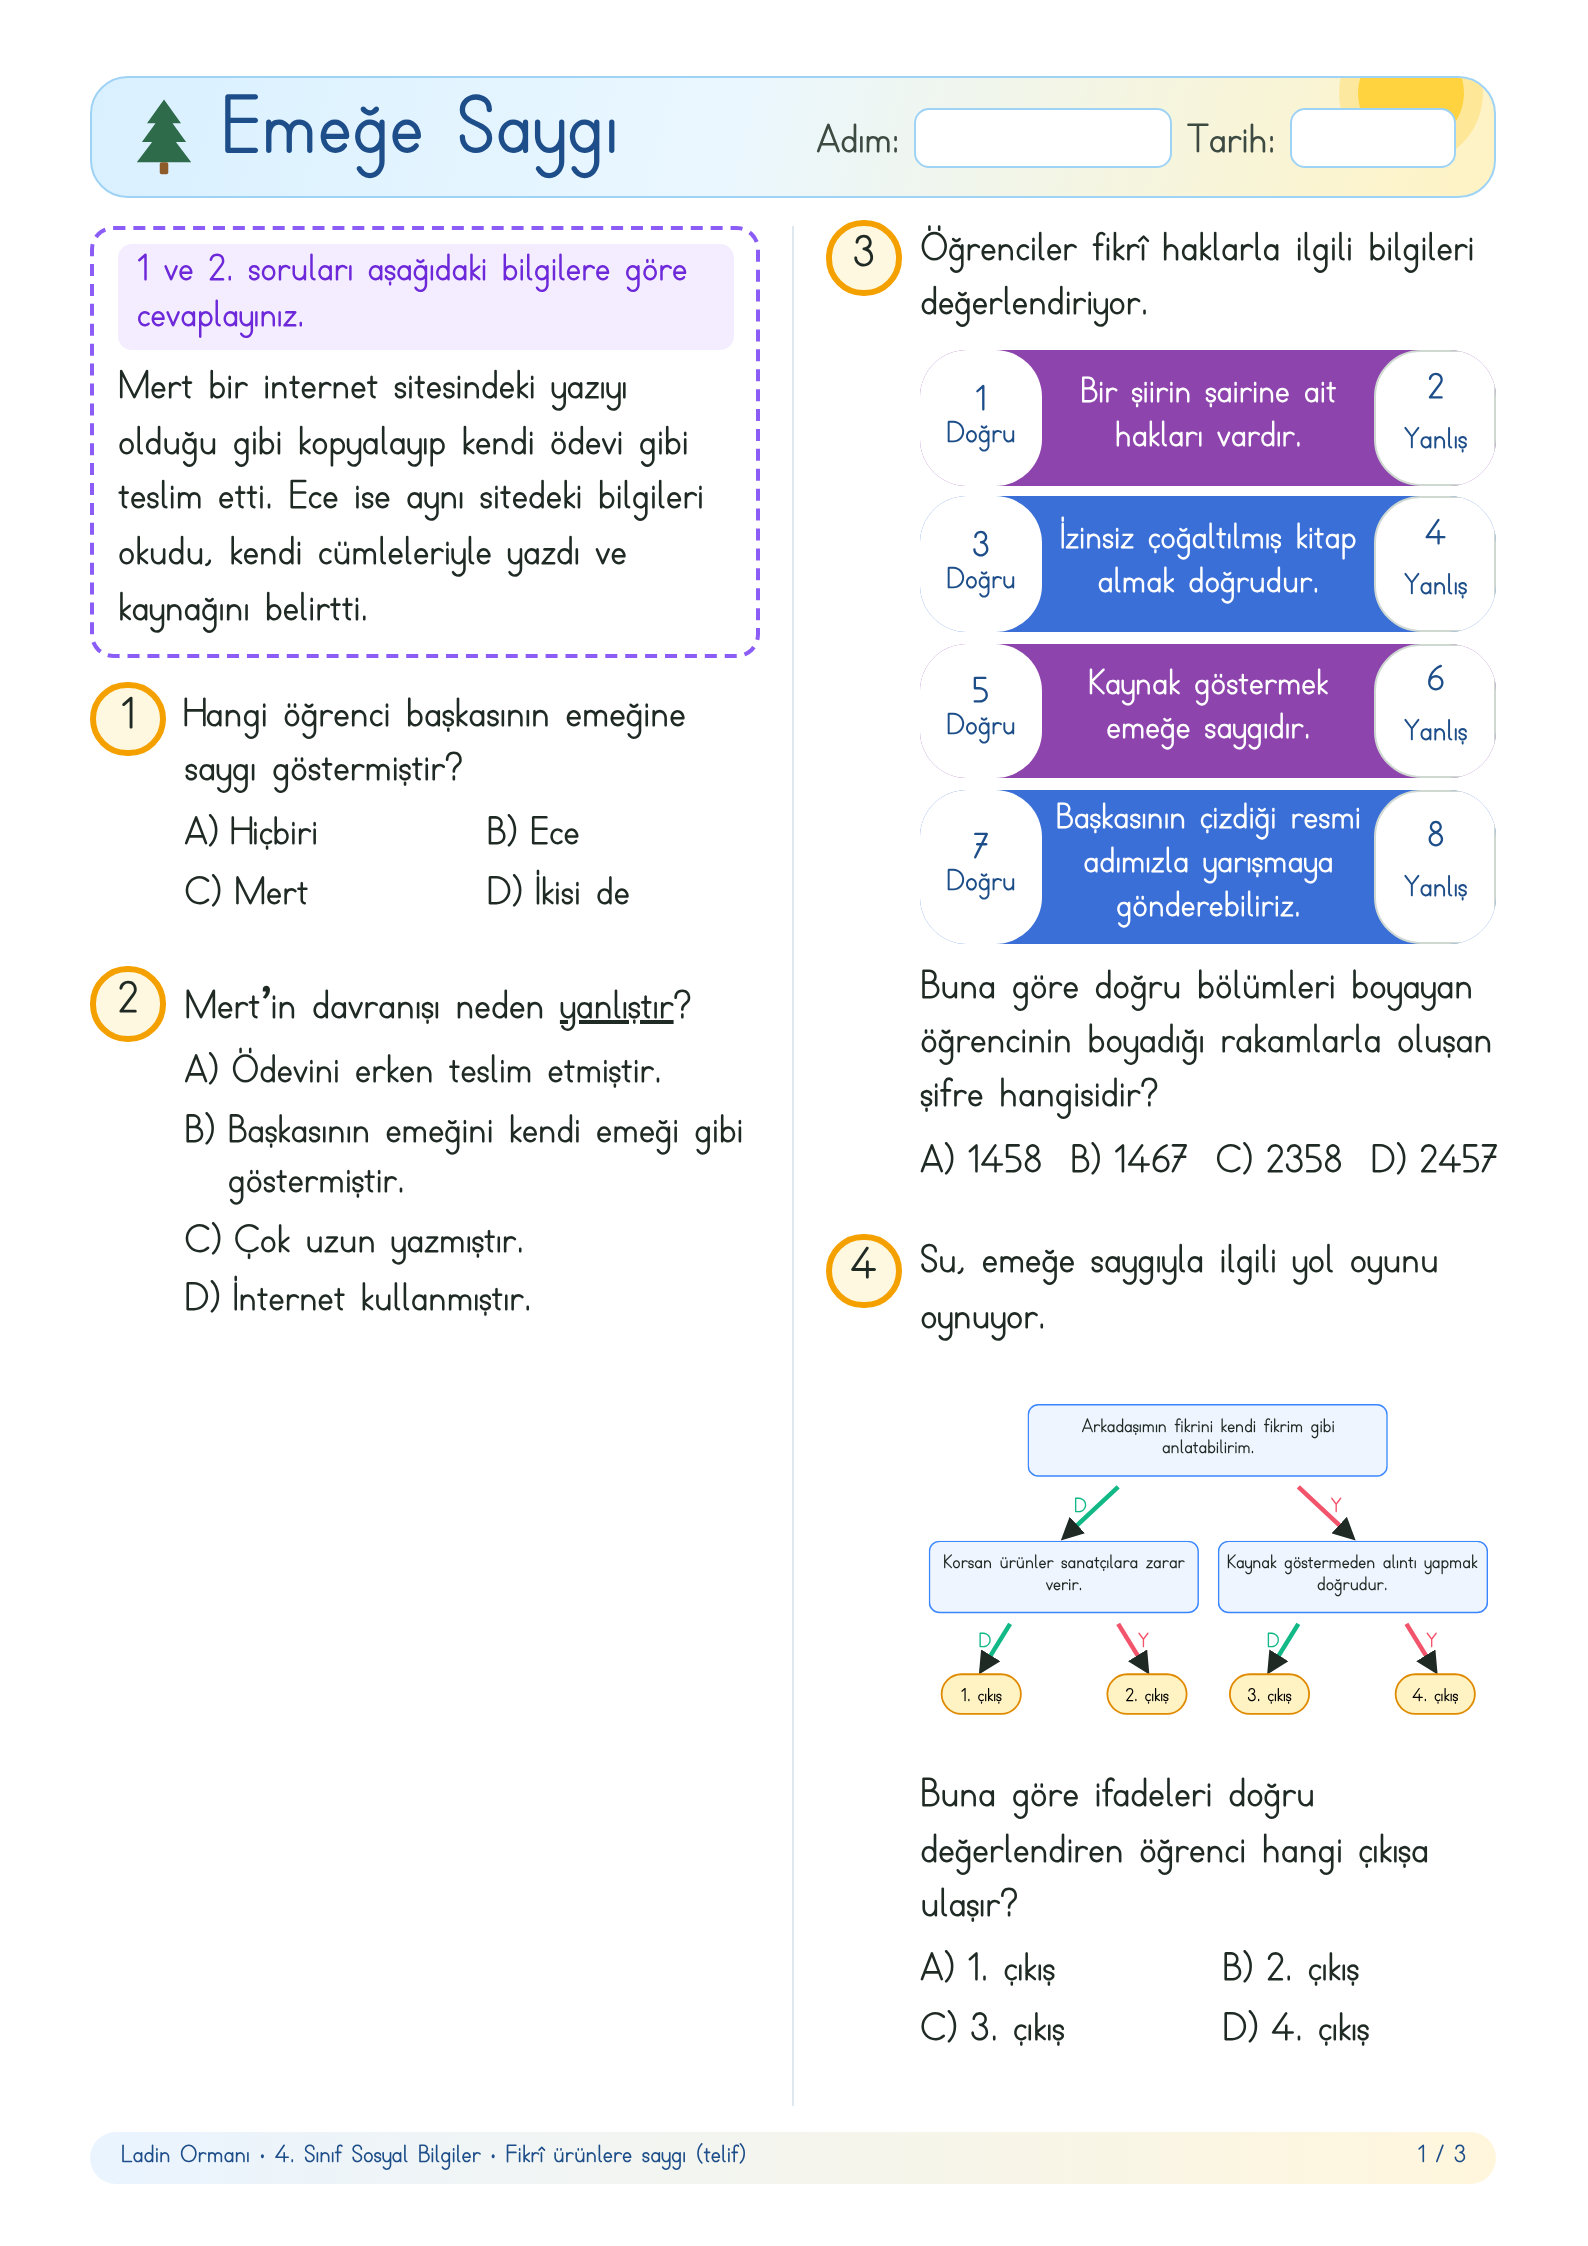 Emeğe Saygı
Adım:
Tarih:
1 ve 2. soruları aşağıdaki bilgilere göre
cevaplayınız.
Mert bir internet sitesindeki yazıyı
olduğu gibi kopyalayıp kendi ödevi gibi
teslim etti. Ece ise aynı sitedeki bilgileri
okudu, kendi cümleleriyle yazdı ve
kaynağını belirtti.
1
Hangi öğrenci başkasının emeğine
saygı göstermiştir?
A) Hiçbiri
B) Ece
C) Mert
D) İkisi de
2
Mert'in davranışı neden yanlıştır?
A) Ödevini erken teslim etmiştir.
B) Başkasının emeğini kendi emeği gibi
göstermiştir.
C) Çok uzun yazmıştır.
D) İnternet kullanmıştır.
3
Öğrenciler fikrî haklarla ilgili bilgileri
değerlendiriyor.
1
Doğru
Bir şiirin şairine ait
hakları vardır.
2
Yanlış
3
Doğru
İzinsiz çoğaltılmış kitap
almak doğrudur.
4
Yanlış
5
Doğru
Kaynak göstermek
emeğe saygıdır.
6
Yanlış
7
Doğru
Başkasının çizdiği resmi
adımızla yarışmaya
gönderebiliriz.
8
Yanlış
Buna göre doğru bölümleri boyayan
öğrencinin boyadığı rakamlarla oluşan
şifre hangisidir?
A) 1458 B) 1467 C) 2358 D) 2457
4
Su, emeğe saygıyla ilgili yol oyunu
oynuyor.
Arkadaşımın fikrini kendi fikrim gibi
anlatabilirim.
D
Y
Korsan ürünler sanatçılara zarar
verir.
Kaynak göstermeden alıntı yapmak
doğrudur.
D
Y
D
Y
1. çıkış
2. çıkış
3. çıkış
4. çıkış
Buna göre ifadeleri doğru
değerlendiren öğrenci hangi çıkışa
ulaşır?
A) 1. çıkış
B) 2. çıkış
C) 3. çıkış
D) 4. çıkış
Ladin Ormanı • 4. Sınıf Sosyal Bilgiler • Fikrî ürünlere saygı (telif)
1 / 3